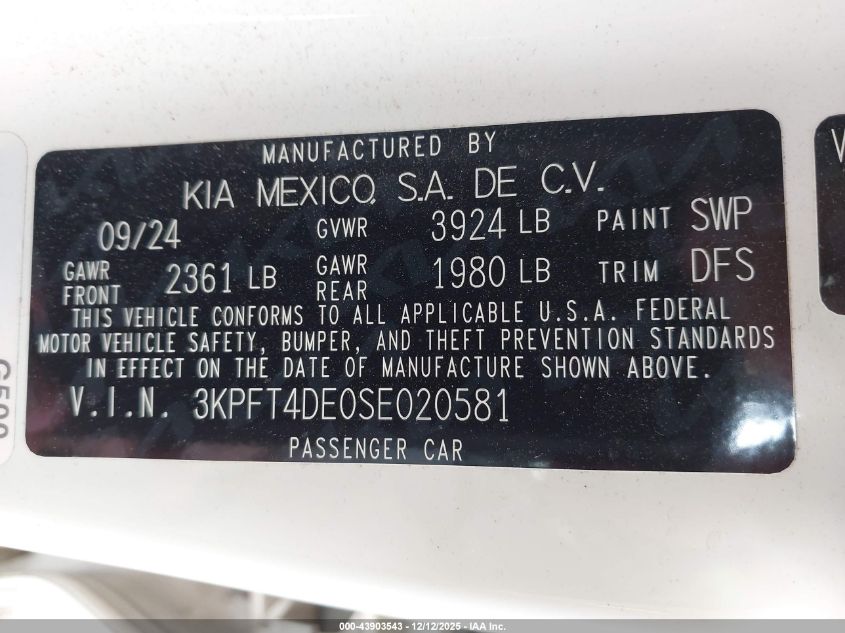 MANUFACTURED BY
KIA MEXICO, S.A. DE C.V.
09/24 GVWR 3924 LB PAINT SWP
GAWR FRONT 2361 LB GAWR REAR 1980 LB TRIM DFS
THIS VEHICLE CONFORMS TO ALL APPLICABLE U.S.A. FEDERAL
MOTOR VEHICLE SAFETY, BUMPER, AND THEFT PREVENTION STANDARDS
IN EFFECT ON THE DATE OF MANUFACTURE SHOWN ABOVE.
V.I.N. 3KPFT4DE0SE020581
PASSENGER CAR
V
000-43903543 - 12/12/2025 - IAA Inc.